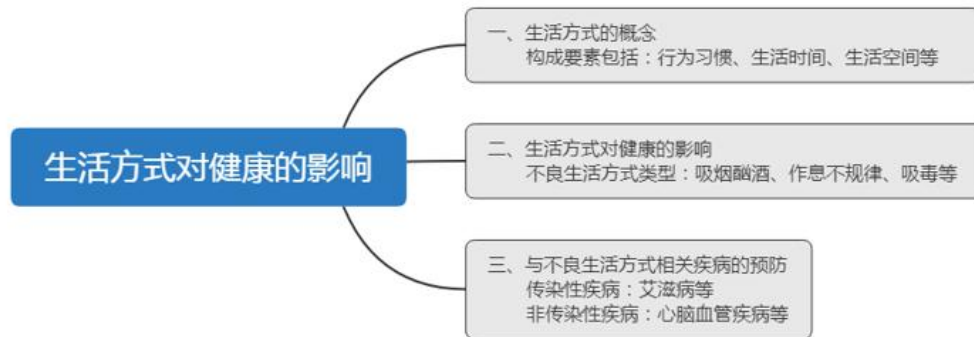 生活方式对健康的影响
一、生活方式的概念
构成要素包括：行为习惯、生活时间、生活空间等
二、生活方式对健康的影响
不良生活方式类型：吸烟酗酒、作息不规律、吸毒等
三、与不良生活方式相关疾病的预防
传染性疾病：艾滋病等
非传染性疾病：心脑血管疾病等